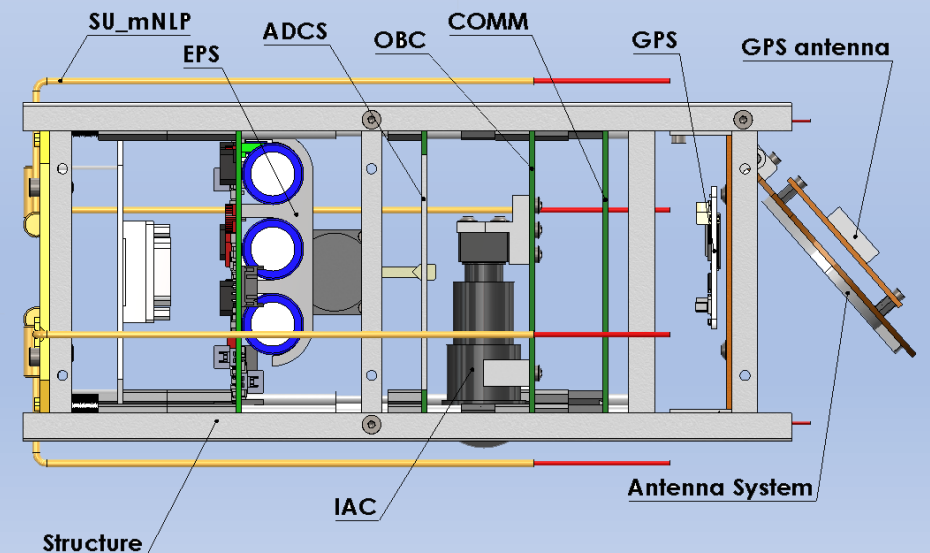 SU_mNLP
EPS
ADCS
OBC
COMM
GPS
GPS antenna
IAC
Antenna System
Structure